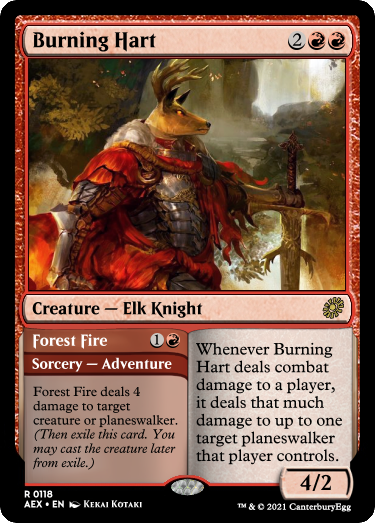 Burning Hart 2
Creature — Elk Knight
Forest Fire 1
Sorcery — Adventure
Forest Fire deals 4
damage to target
creature or planeswalker.
(Then exile this card. You
may cast the creature later
from exile.)
Whenever Burning
Hart deals combat
damage to a player,
it deals that much
damage to up to one
target planeswalker
that player controls.
4/2
R 0118
AEX • EN Kekai Kotaki
™ & © 2021 CanterburyEgg